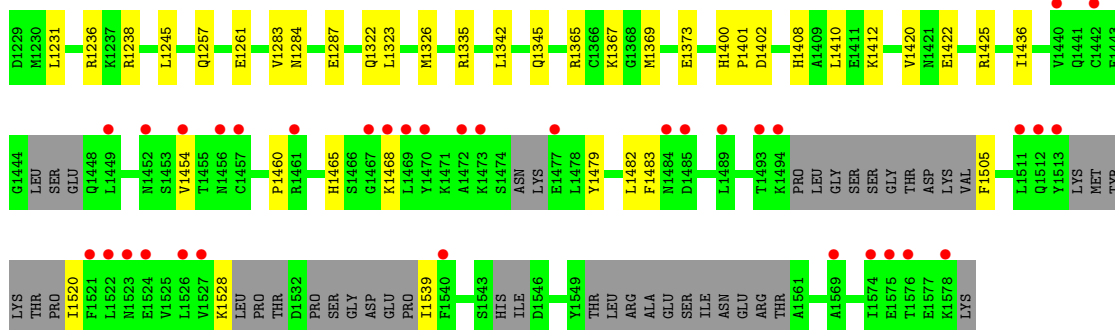 D1229 M1230 L1231 R1236 K1237 R1238 L1245 Q1257 E1261 V1283 N1284 E1287 Q1322 L1323 M1326 R1335 L1342 Q1345 R1365 C1366 K1367 G1368 M1369 E1373 H1400 P1401 D1402 H1408 A1409 L1410 E1411 K1412 V1420 N1421 E1422 R1425 I1436 V1440 Q1441 C1442 E1443
G1444 LEU SER GLU Q1448 L1449 N1452 S1453 V1454 T1455 N1456 C1457 P1460 R1461 H1465 S1466 G1467 K1468 L1469 Y1470 K1471 A1472 K1473 S1474 ASN LYS E1477 L1478 Y1479 L1482 F1483 N1484 D1485 L1489 T1493 K1494 PRO LEU GLY SER SER GLY THR ASP LYS VAL F1505 L1511 Q1512 Y1513 LYS MET TYR
LYS THR PRO I1520 F1521 L1522 N1523 E1524 V1525 L1526 V1527 K1528 LEU PRO THR D1532 PRO SER GLY ASP GLU PRO I1539 F1540 S1543 HIS ILE D1546 Y1549 THR LEU ARG ALA GLU SER ILE ASN GLU ARG THR A1561 A1569 I1574 E1575 T1576 E1577 K1578 LYS